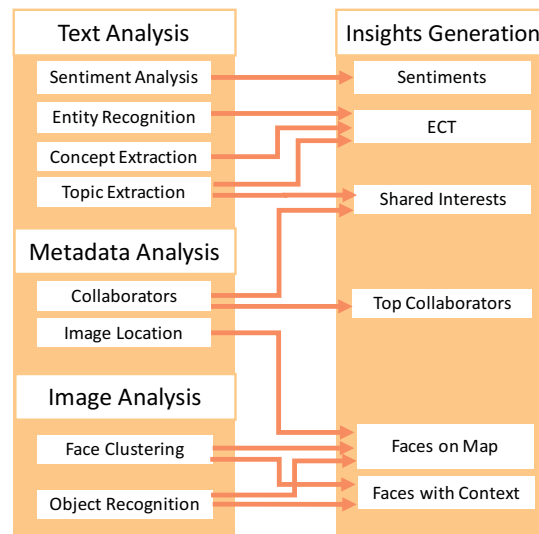 Text Analysis
Sentiment Analysis
Entity Recognition
Concept Extraction
Topic Extraction
Metadata Analysis
Collaborators
Image Location
Image Analysis
Face Clustering
Object Recognition
Insights Generation
Sentiments
ECT
Shared Interests
Top Collaborators
Faces on Map
Faces with Context